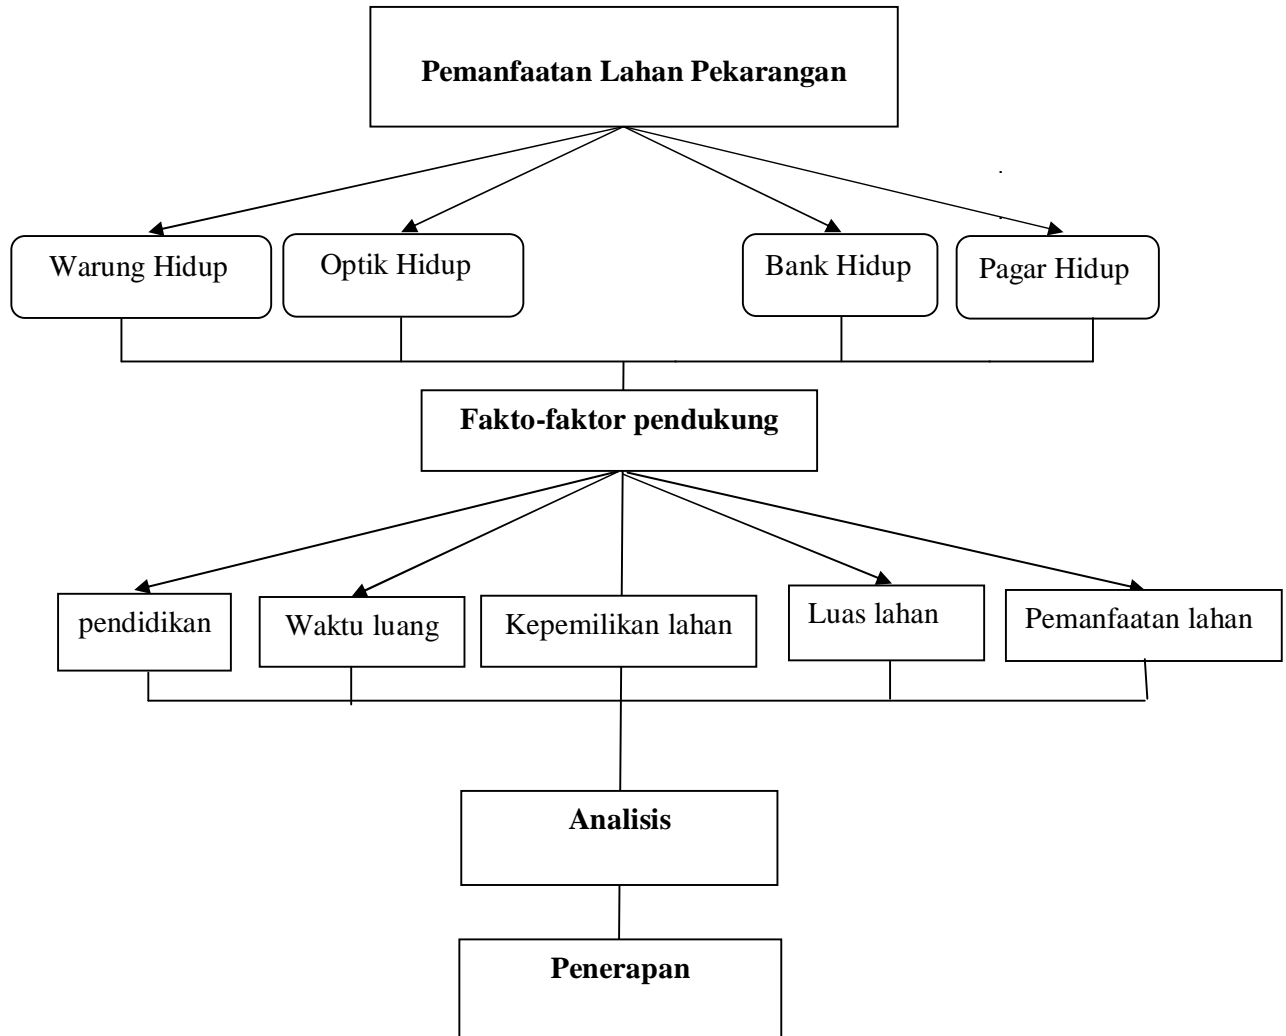 Pemanfaatan Lahan Pekarangan
Warung Hidup
Optik Hidup
Bank Hidup
Pagar Hidup
Fakto-faktor pendukung
pendidikan
Waktu luang
Kepemilikan lahan
Luas lahan
Pemanfaatan lahan
Analisis
Penerapan